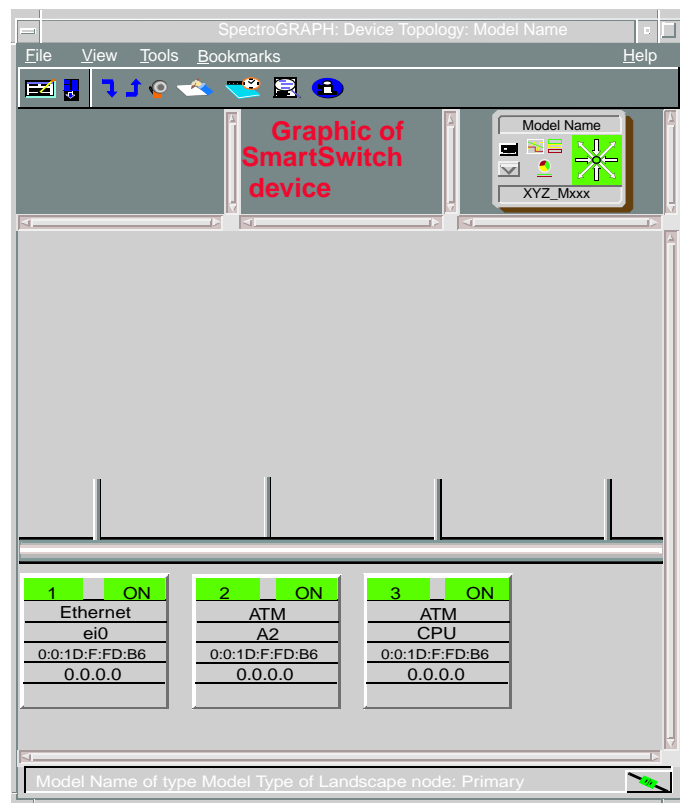 SpectroGRAPH: Device Topology: Model Name
File View Tools Bookmarks Help
Graphic of
SmartSwitch
device
Model Name
XYZ_Mxxx
1 ON
Ethernet
ei0
0:0:1D:F:FD:B6
0.0.0.0
2 ON
ATM
A2
0:0:1D:F:FD:B6
0.0.0.0
3 ON
ATM
CPU
0:0:1D:F:FD:B6
0.0.0.0
Model Name of type Model Type of Landscape node: Primary